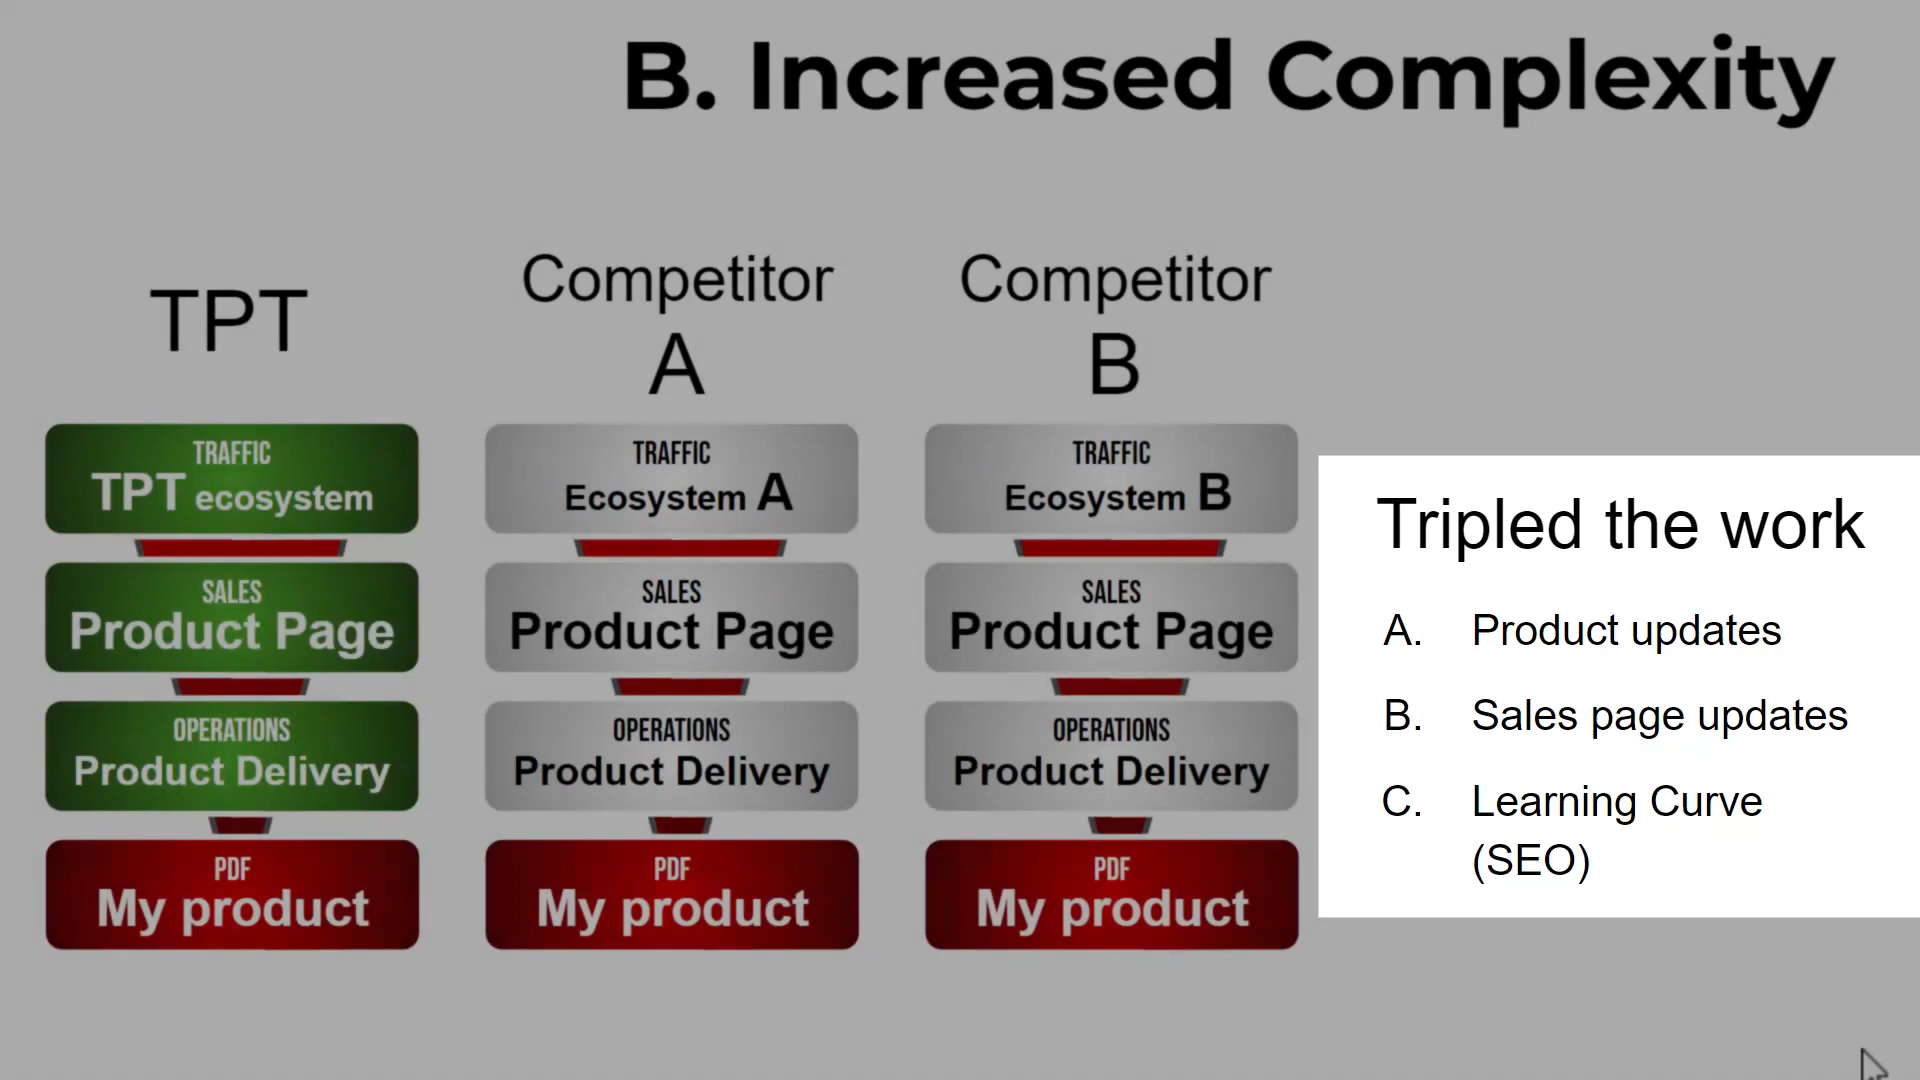 B. Increased Complexity
TPT
TRAFFIC
TPT ecosystem
SALES
Product Page
OPERATIONS
Product Delivery
PDF
My product
Competitor
A
TRAFFIC
Ecosystem A
SALES
Product Page
OPERATIONS
Product Delivery
PDF
My product
Competitor
B
TRAFFIC
Ecosystem B
SALES
Product Page
OPERATIONS
Product Delivery
PDF
My product
Tripled the work
A. Product updates
B. Sales page updates
C. Learning Curve
(SEO)